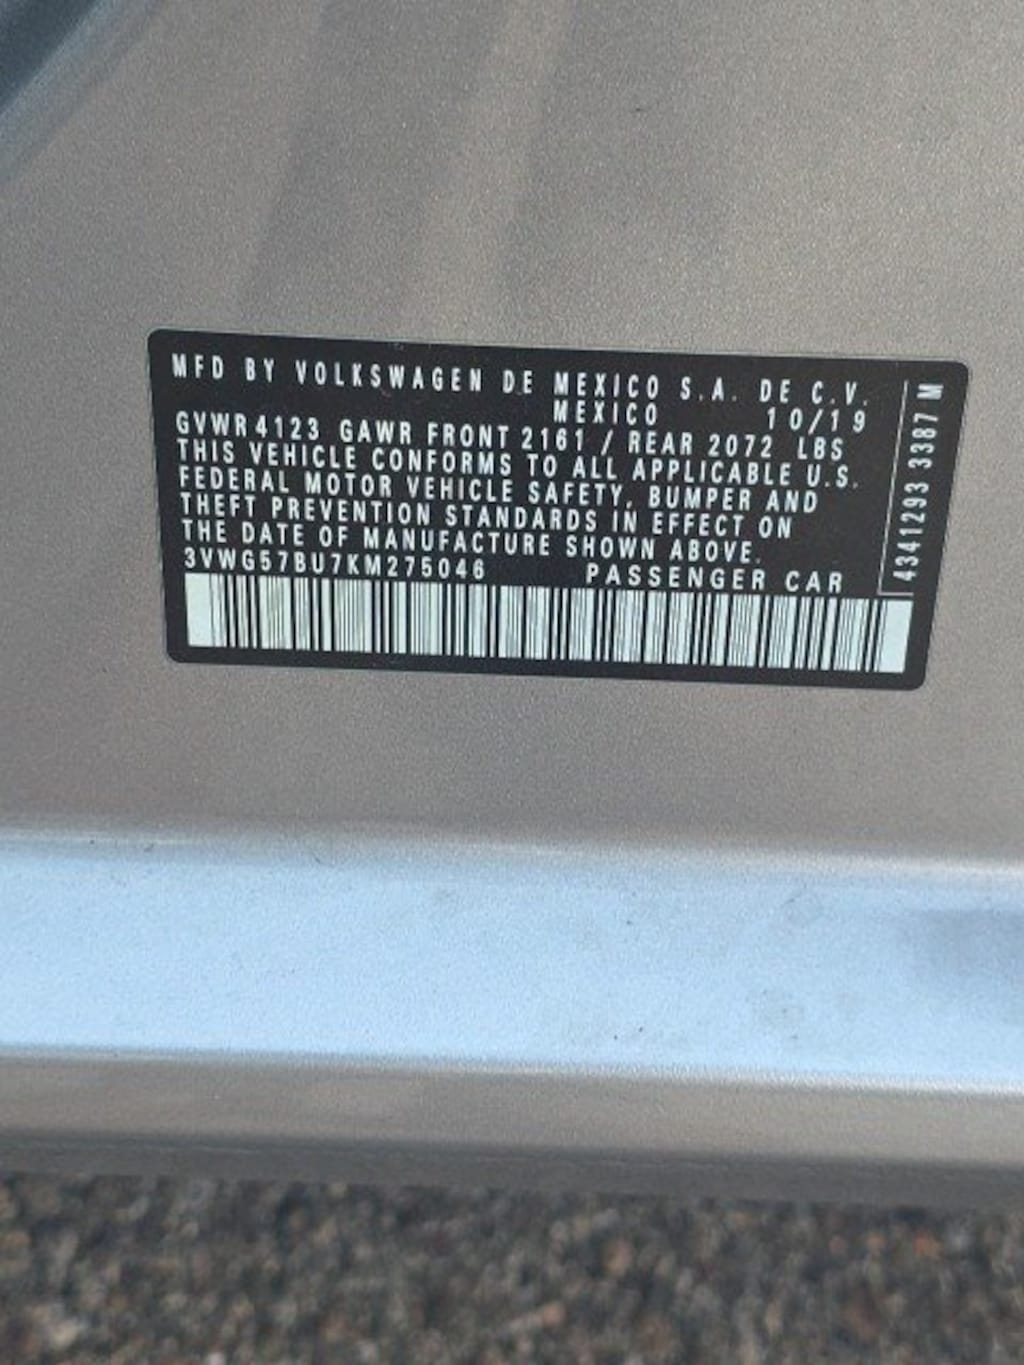 MFD BY VOLKSWAGEN DE MEXICO S.A. DE C.V.
MEXICO 10/19
GVWR 4123 GAWR FRONT 2161 / REAR 2072 LBS
THIS VEHICLE CONFORMS TO ALL APPLICABLE U.S.
FEDERAL MOTOR VEHICLE SAFETY, BUMPER AND
THEFT PREVENTION STANDARDS IN EFFECT ON
THE DATE OF MANUFACTURE SHOWN ABOVE.
3VWG57BU7KM275046 PASSENGER CAR
4341293 3387 M